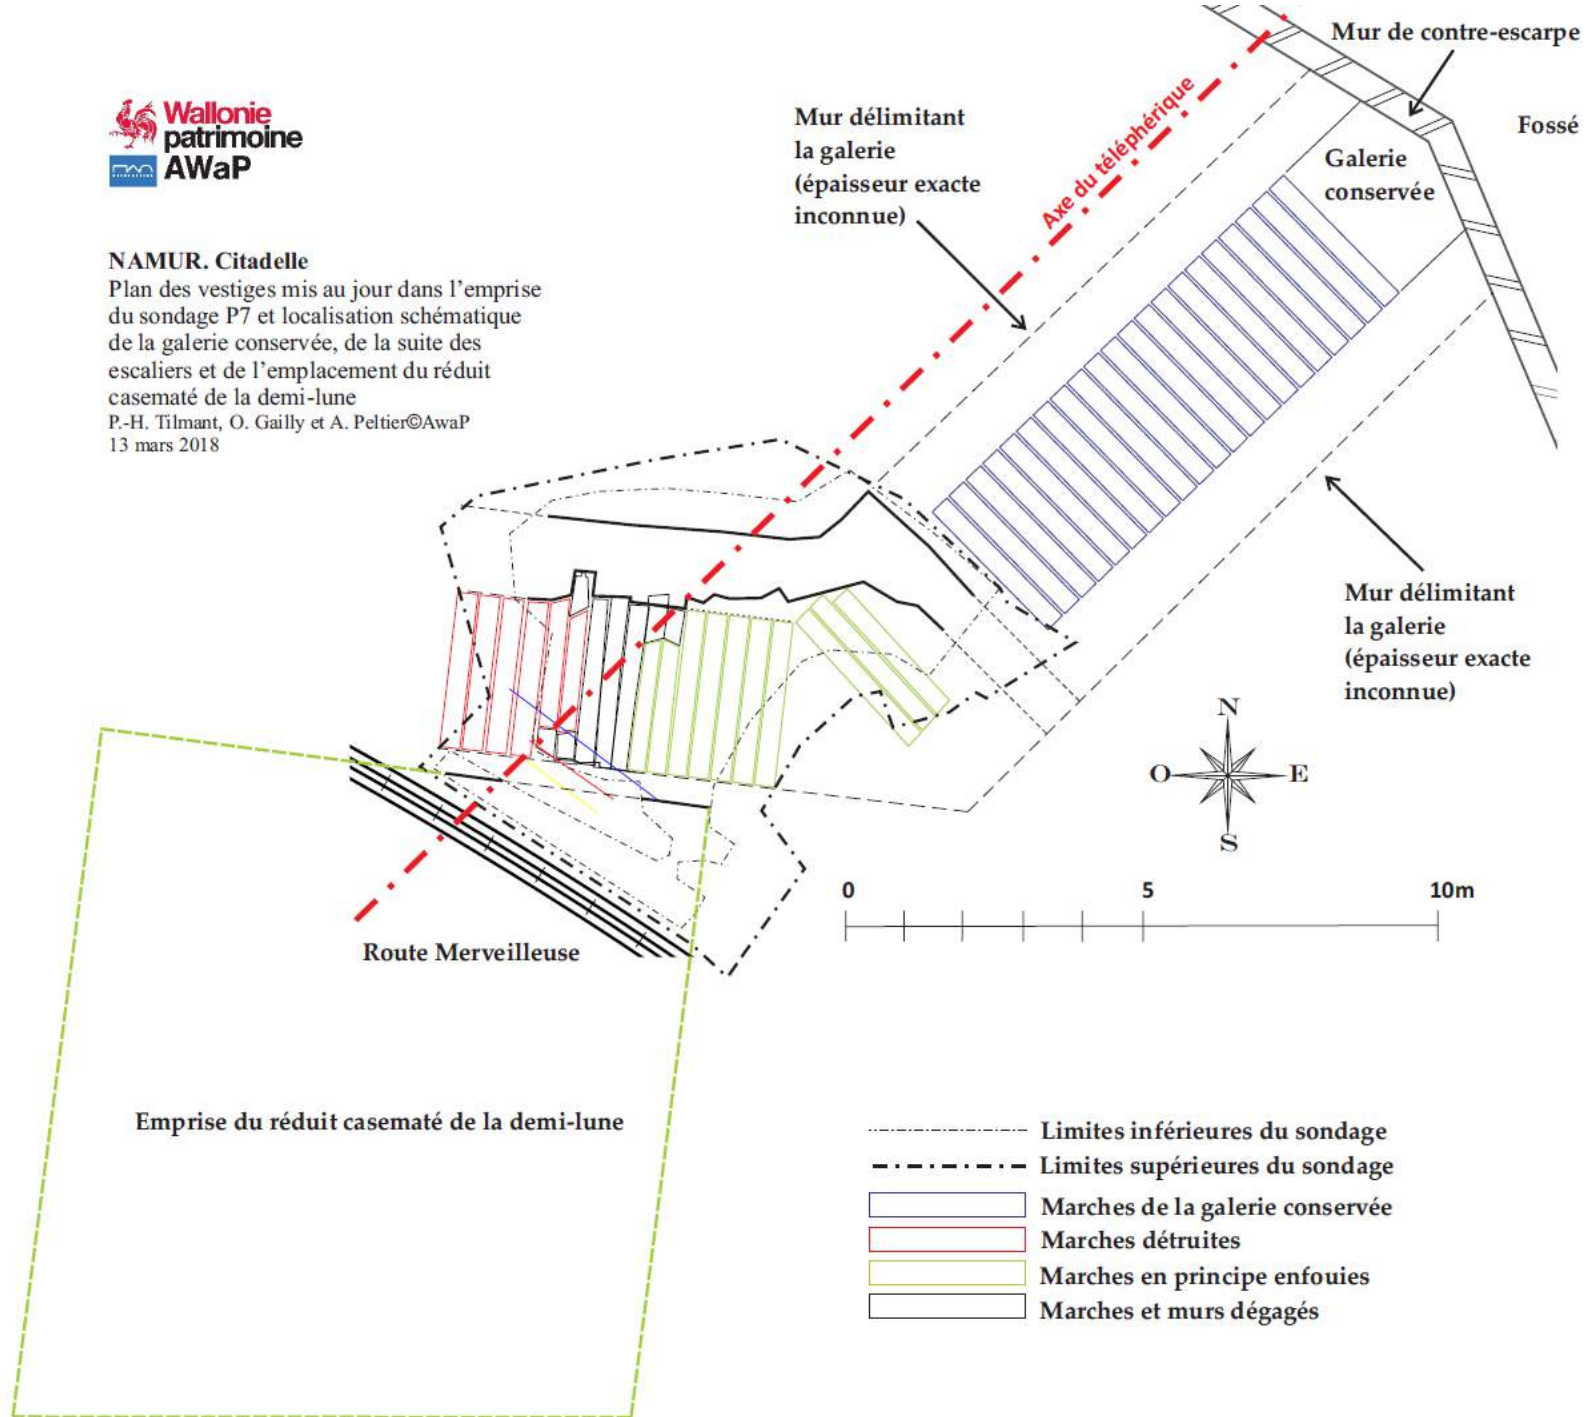 Wallonie
patrimoine
AWaP
NAMUR. Citadelle
Plan des vestiges mis au jour dans l'emprise
du sondage P7 et localisation schématique
de la galerie conservée, de la suite des
escaliers et de l'emplacement du réduit
casematé de la demi-lune
P.-H. Tilmant, O. Gailly et A. Peltier©AwaP
13 mars 2018
Mur délimitant
la galerie
(épaisseur exacte
inconnue)
Axe du téléphérique
Mur de contre-escarpe
Fossé
Galerie
conservée
Mur délimitant
la galerie
(épaisseur exacte
inconnue)
N
O
E
S
0
5
10m
Route Merveilleuse
Emprise du réduit casematé de la demi-lune
Limites inférieures du sondage
Limites supérieures du sondage
Marches de la galerie conservée
Marches détruites
Marches en principe enfouies
Marches et murs dégagés